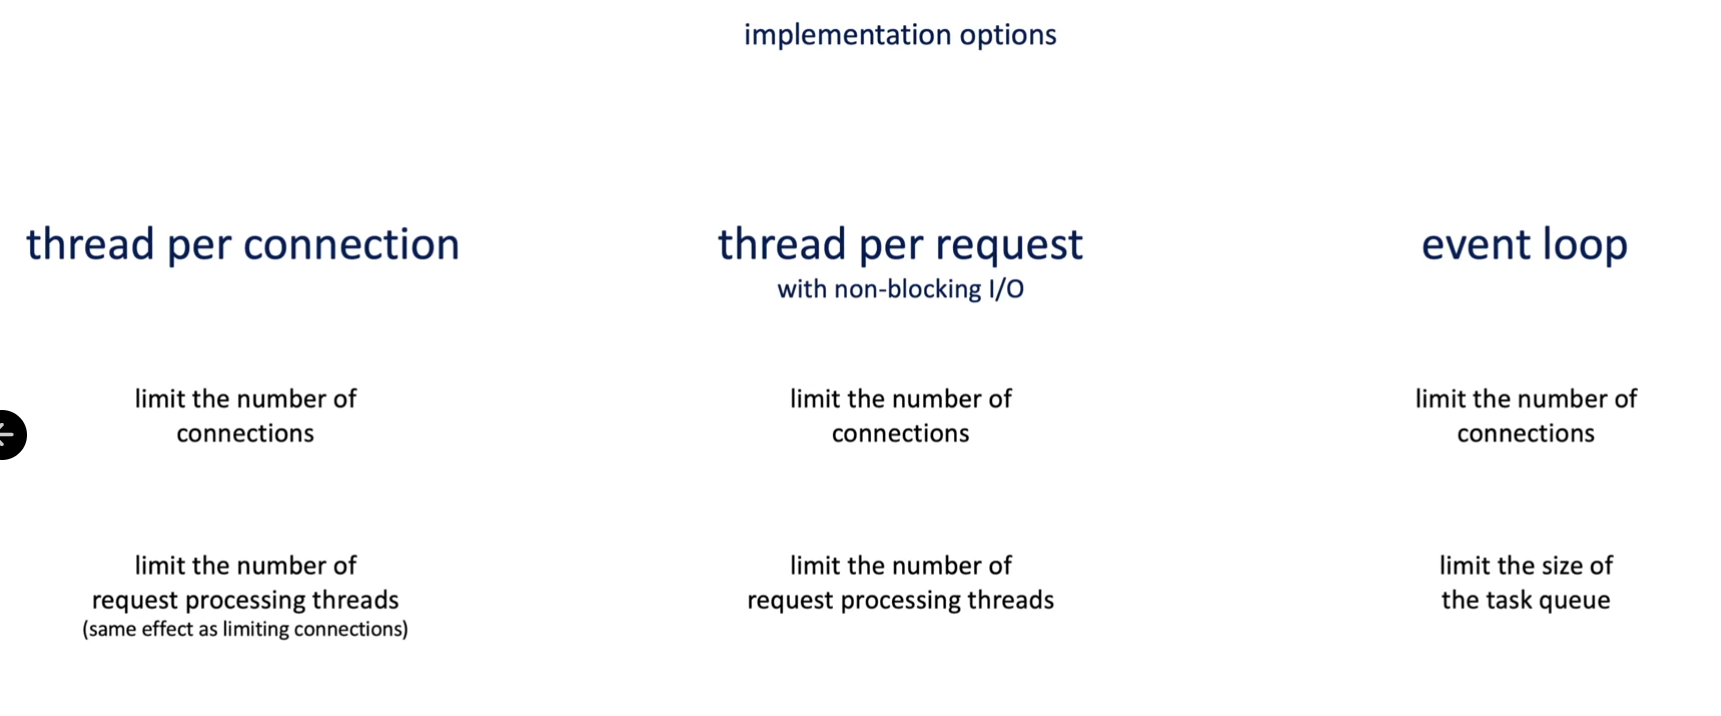 implementation options
thread per connection
thread per request
with non-blocking I/O
event loop
limit the number of
connections
limit the number of
connections
limit the number of
connections
limit the number of
request processing threads
(same effect as limiting connections)
limit the number of
request processing threads
limit the size of
the task queue